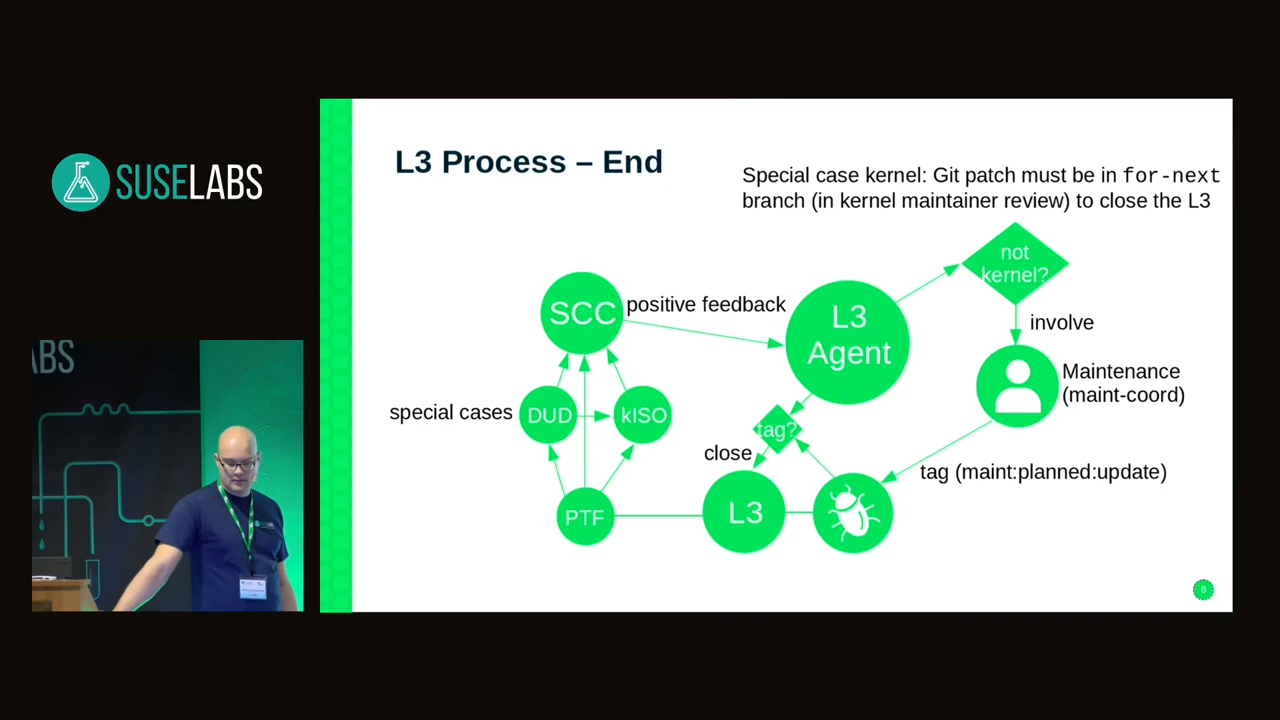 SUSELABS
ABS
L3 Process – End
Special case kernel: Git patch must be in for-next
branch (in kernel maintainer review) to close the L3
not
kernel?
SCC
positive feedback
L3
Agent
involve
Maintenance
(maint-coord)
special cases
DUD
kISO
tag?
close
tag (maint:planned:update)
PTF
L3
6